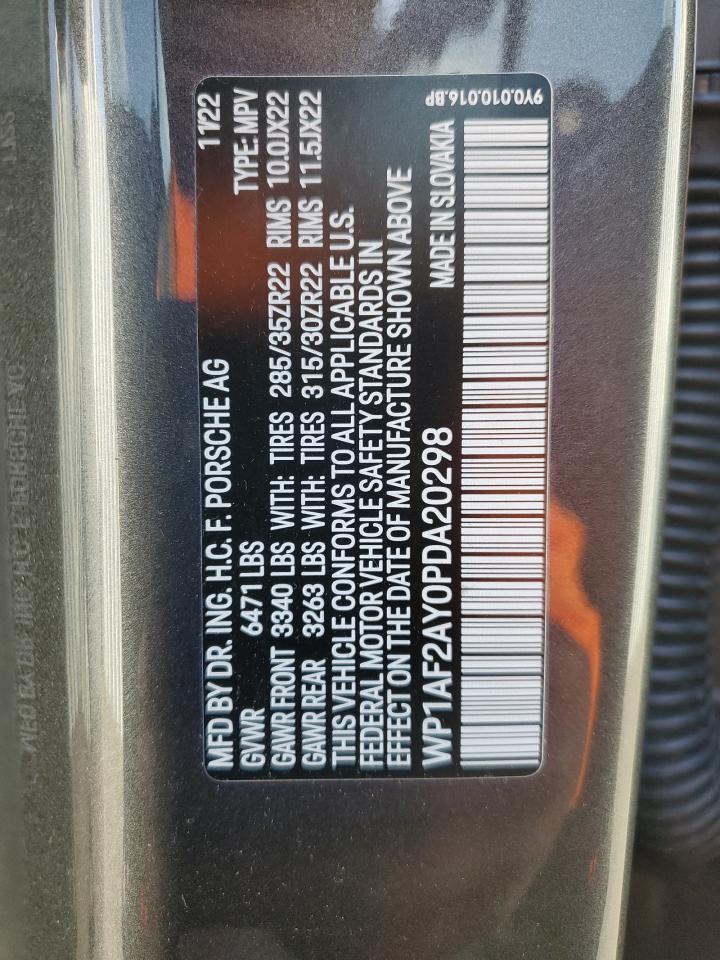 MFD BY DR. ING. H.C. F. PORSCHE AG 11/22
GVWR 6471 LBS TYPE: MPV
GAWR FRONT 3340 LBS WITH: TIRES 285/35ZR22 RIMS 10.0JX22
GAWR REAR 3263 LBS WITH: TIRES 315/30ZR22 RIMS 11.5JX22
THIS VEHICLE CONFORMS TO ALL APPLICABLE U.S.
FEDERAL MOTOR VEHICLE SAFETY STANDARDS IN
EFFECT ON THE DATE OF MANUFACTURE SHOWN ABOVE
WP1AF2AY0PDA20298 MADE IN SLOVAKIA
9Y0.010.016.BP